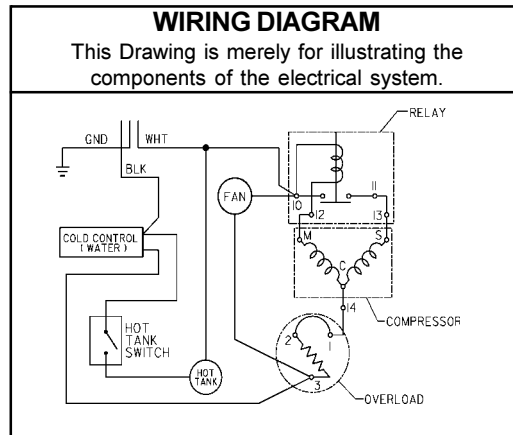 WIRING DIAGRAM
This Drawing is merely for illustrating the
components of the electrical system.
RELAY
GND
WHT
BLK
FAN
10
11
12
13
COLD CONTROL
(WATER)
M
S
C
14
COMPRESSOR
HOT
TANK
SWITCH
HOT
TANK
2
1
3
OVERLOAD